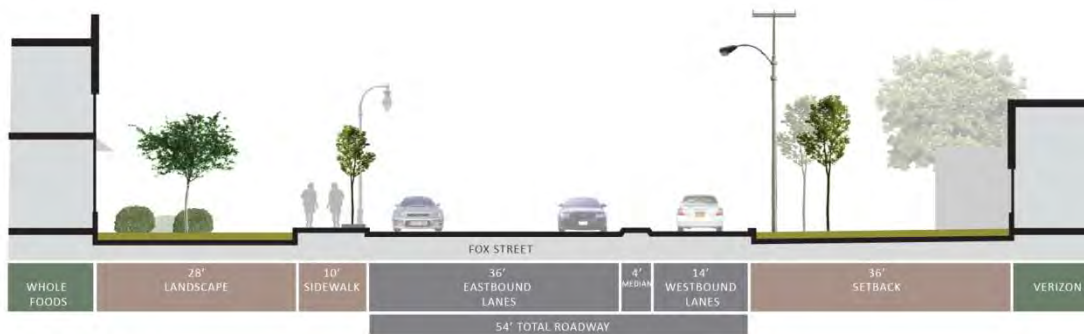 FOX STREET
WHOLE
FOODS
28'
LANDSCAPE
10'
SIDEWALK
36'
EASTBOUND
LANES
4'
MEDIAN
14'
WESTBOUND
LANES
36'
SETBACK
VERIZON
54' TOTAL ROADWAY